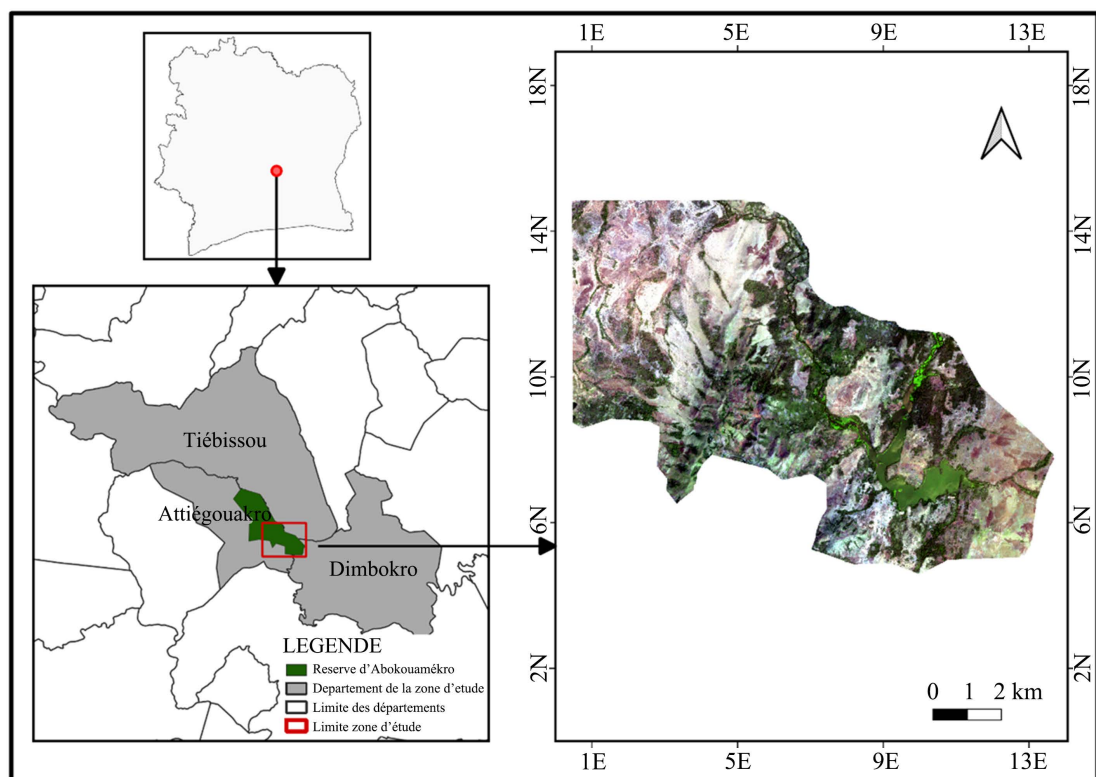 1E 5E 9E 13E
18N 18N
14N 14N
10N 10N
6N 6N
2N 2N
Tiébissou
Attiégouakro
Dimbokro
LEGENDE
Reserve d'Abokouamékro
Departement de la zone d'etude
Limite des départements
Limite zone d'étude
0 1 2 km
1E 5E 9E 13E